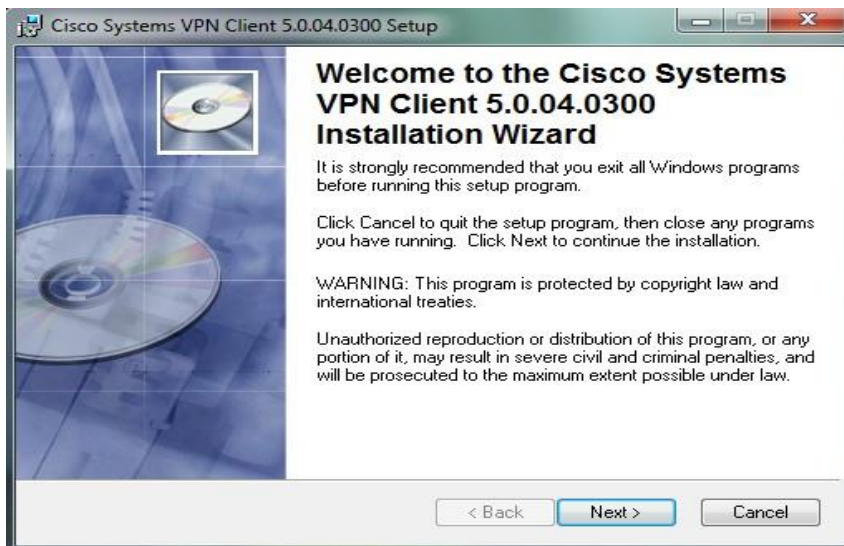 Cisco Systems VPN Client 5.0.04.0300 Setup
Welcome to the Cisco Systems
VPN Client 5.0.04.0300
Installation Wizard
It is strongly recommended that you exit all Windows programs
before running this setup program.
Click Cancel to quit the setup program, then close any programs
you have running. Click Next to continue the installation.
WARNING: This program is protected by copyright law and
international treaties.
Unauthorized reproduction or distribution of this program, or any
portion of it, may result in severe civil and criminal penalties, and
will be prosecuted to the maximum extent possible under law.
< Back
Next >
Cancel